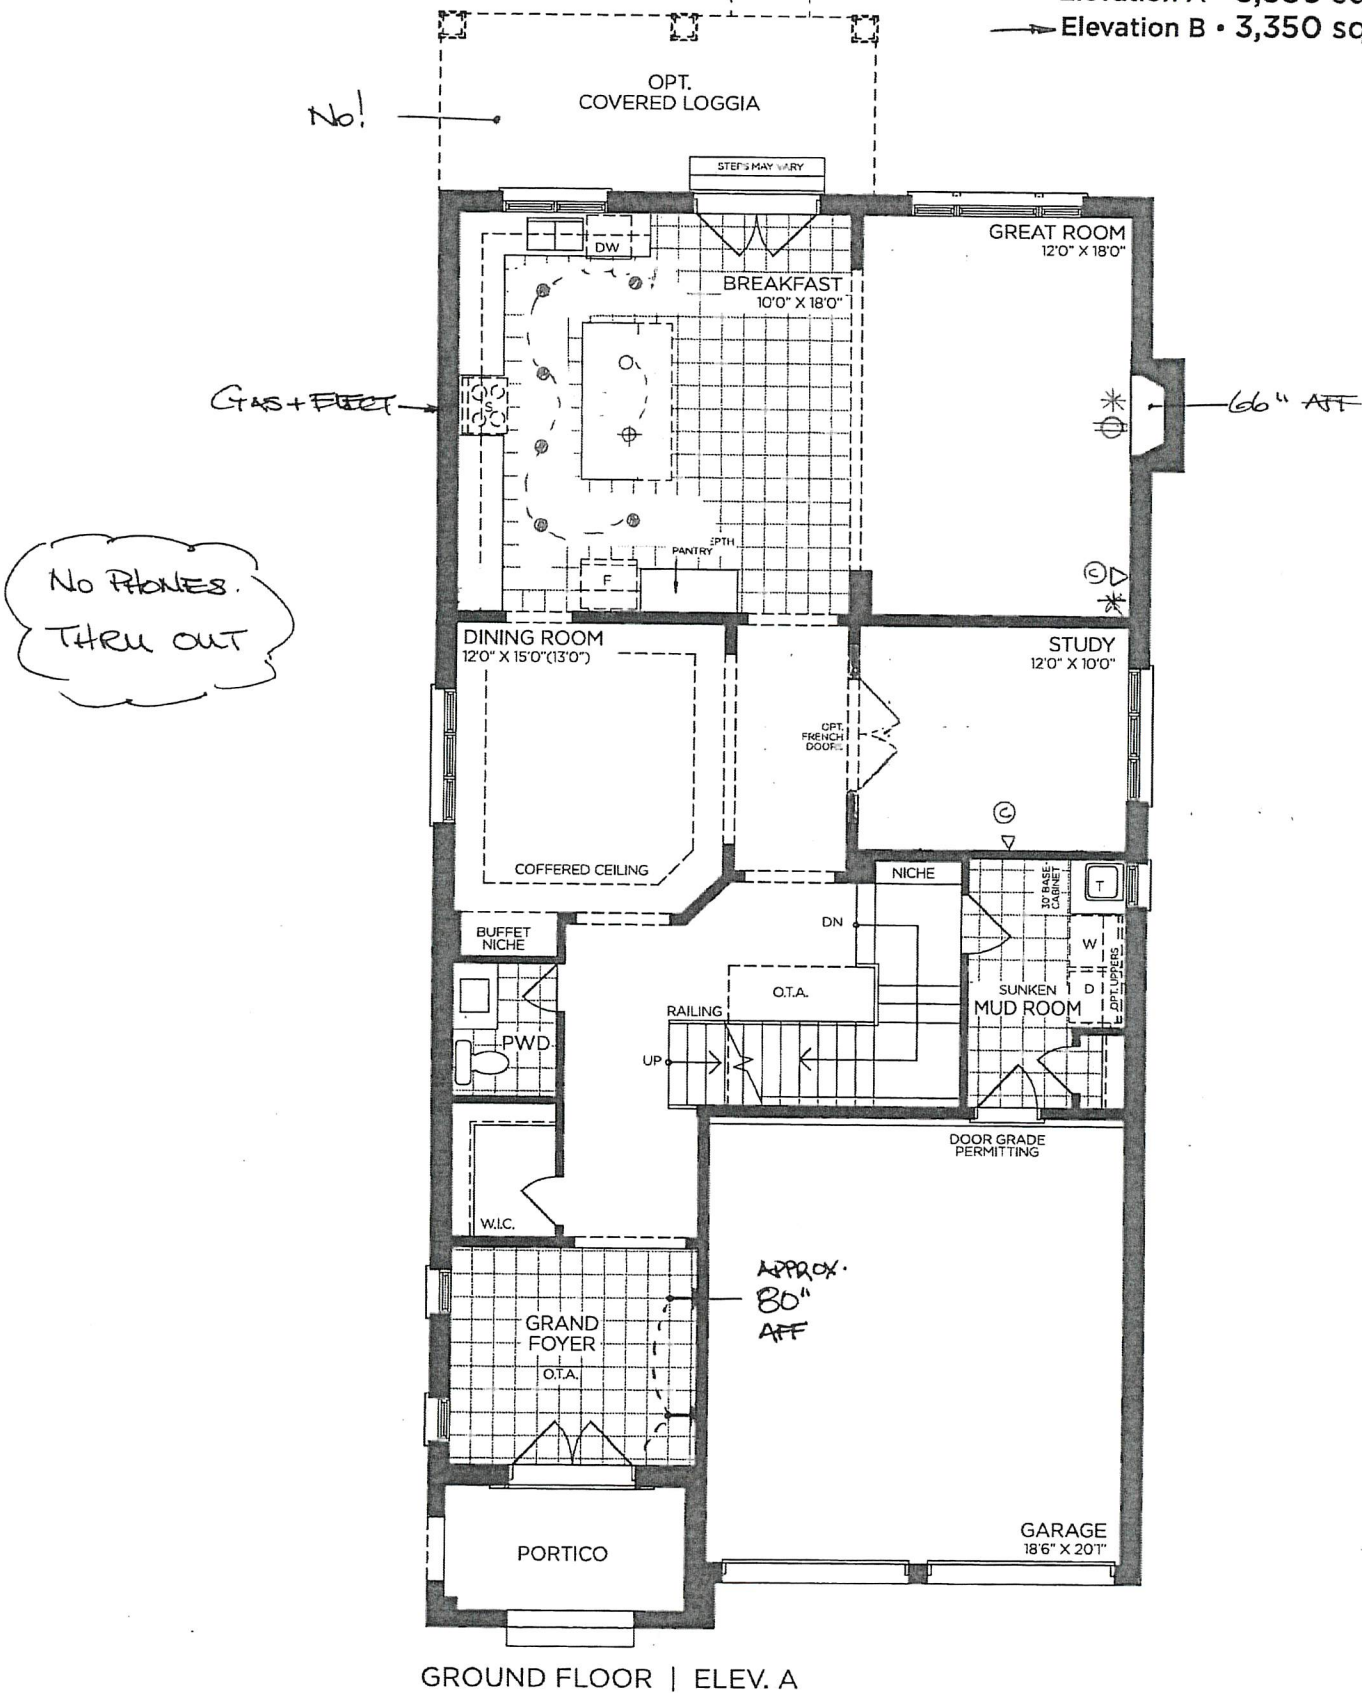 Elevation B • 3,350 sq
OPT.
COVERED LOGGIA
No!
STEPS MAY VARY
GREAT ROOM
12'0" X 18'0"
DW
BREAKFAST
10'0" X 18'0"
GAS + ELECT
S
66" AFF
PANTRY
F
C
NO PHONES.
THRU OUT
DINING ROOM
12'0" X 15'0"(13'0")
STUDY
12'0" X 10'0"
OPT.
FRENCH
DOORS
C
COFFERED CEILING
NICHE
30" BASE
CABINET
T
DN
BUFFET
NICHE
W
D
OPT. UPPERS
SUNKEN
MUD ROOM
O.T.A.
RAILING
PWD
UP
DOOR GRADE
PERMITTING
W.I.C.
APPROX.
80"
AFF
GRAND
FOYER
O.T.A.
GARAGE
18'6" X 20'1"
PORTICO
GROUND FLOOR | ELEV. A